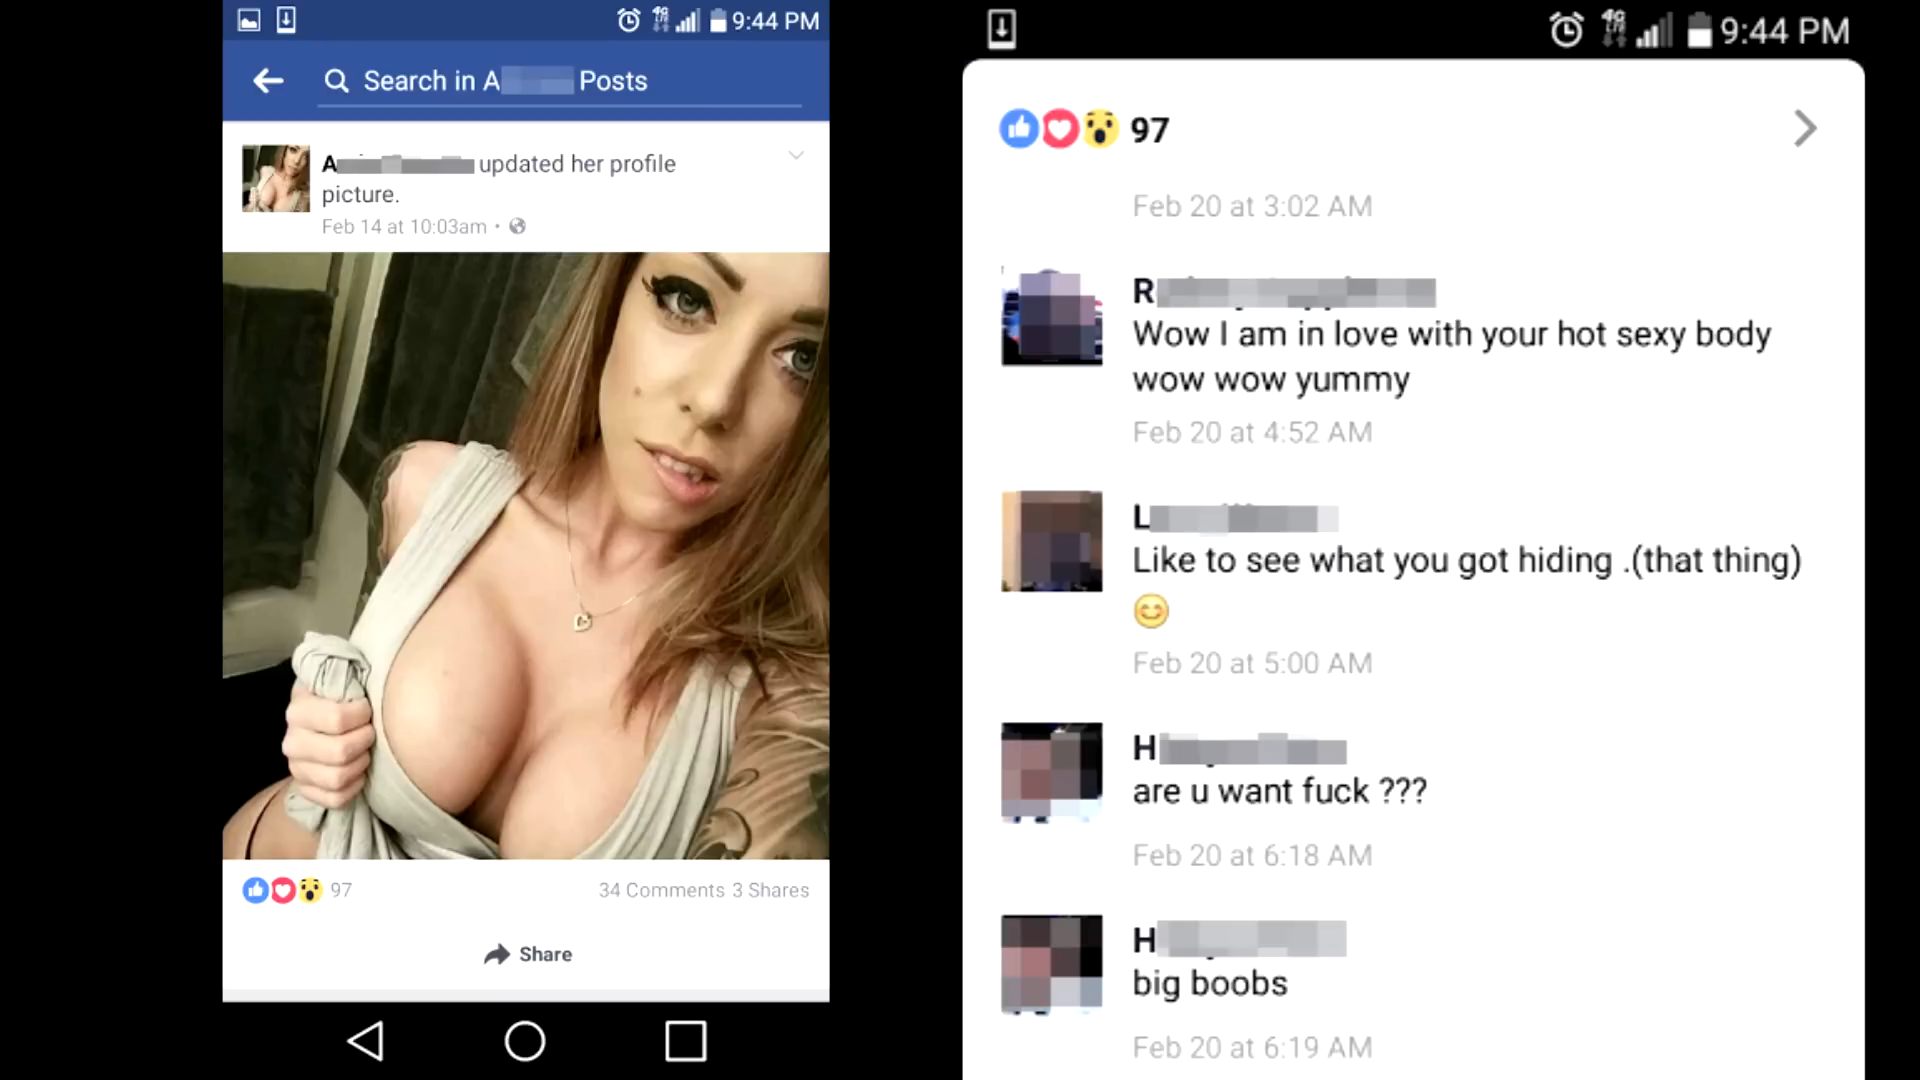 9:44 PM
Search in A Posts
A updated her profile
picture.
Feb 14 at 10:03am •
97
34 Comments 3 Shares
Share
4G LTE 9:44 PM
97
Feb 20 at 3:02 AM
R
Wow I am in love with your hot sexy body
wow wow yummy
Feb 20 at 4:52 AM
L
Like to see what you got hiding .(that thing)
😊
Feb 20 at 5:00 AM
H
are u want fuck ???
Feb 20 at 6:18 AM
H
big boobs
Feb 20 at 6:19 AM